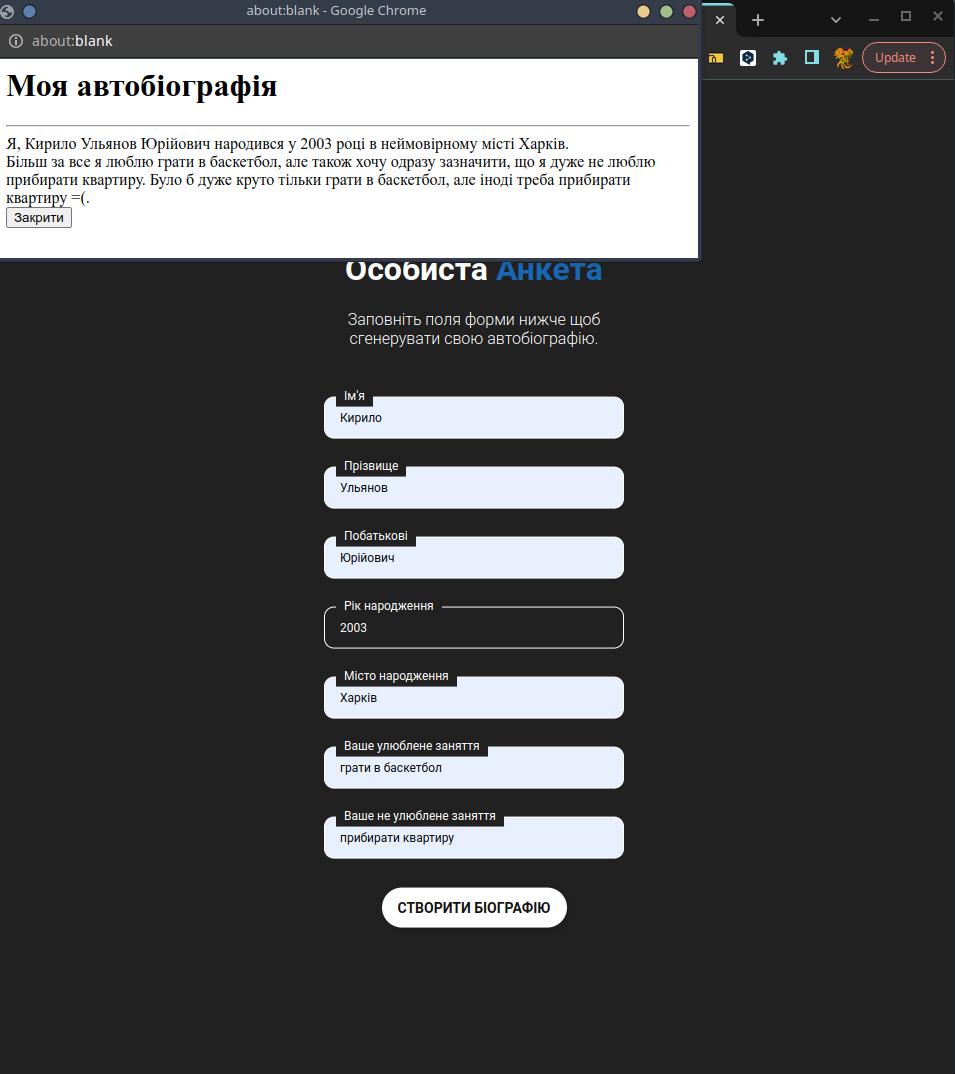 about:blank - Google Chrome
about:blank
Update
Моя автобіографія
Я, Кирило Ульянов Юрійович народився у 2003 році в неймовірному місті Харків.
Більш за все я люблю грати в баскетбол, але також хочу одразу зазначити, що я дуже не люблю
прибирати квартиру. Було б дуже круто тільки грати в баскетбол, але іноді треба прибирати
квартиру =(.
Закрити
Особиста Анкета
Заповніть поля форми нижче щоб
сгенерувати свою автобіографію.
Ім'я
Кирило
Прізвище
Ульянов
Побатькові
Юрійович
Рік народження
2003
Місто народження
Харків
Ваше улюблене заняття
грати в баскетбол
Ваше не улюблене заняття
прибирати квартиру
СТВОРИТИ БІОГРАФІЮ